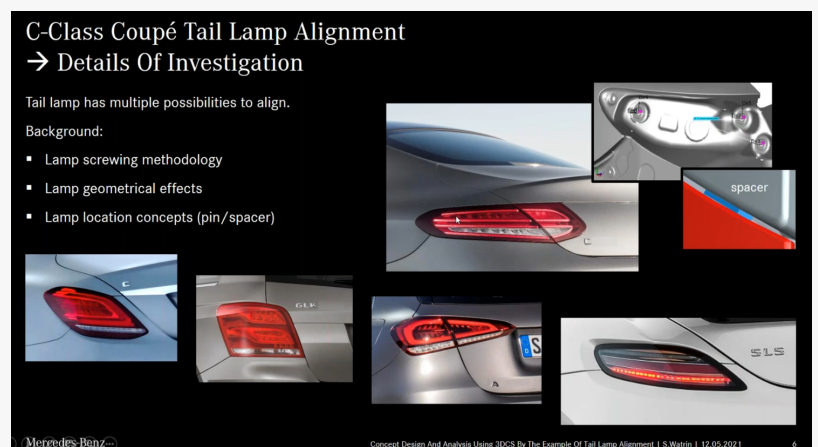 C-Class Coupé Tail Lamp Alignment
→ Details Of Investigation
Tail lamp has multiple possibilities to align.
Background:
▪ Lamp screwing methodology
▪ Lamp geometrical effects
▪ Lamp location concepts (pin/spacer)
spacer
C
C
GLK
A
S
D
SLS
Mercedes-Benz
Concept Design And Analysis Using 3DCS By The Example Of Tail Lamp Alignment | S.Watrin | 12.05.2021
6